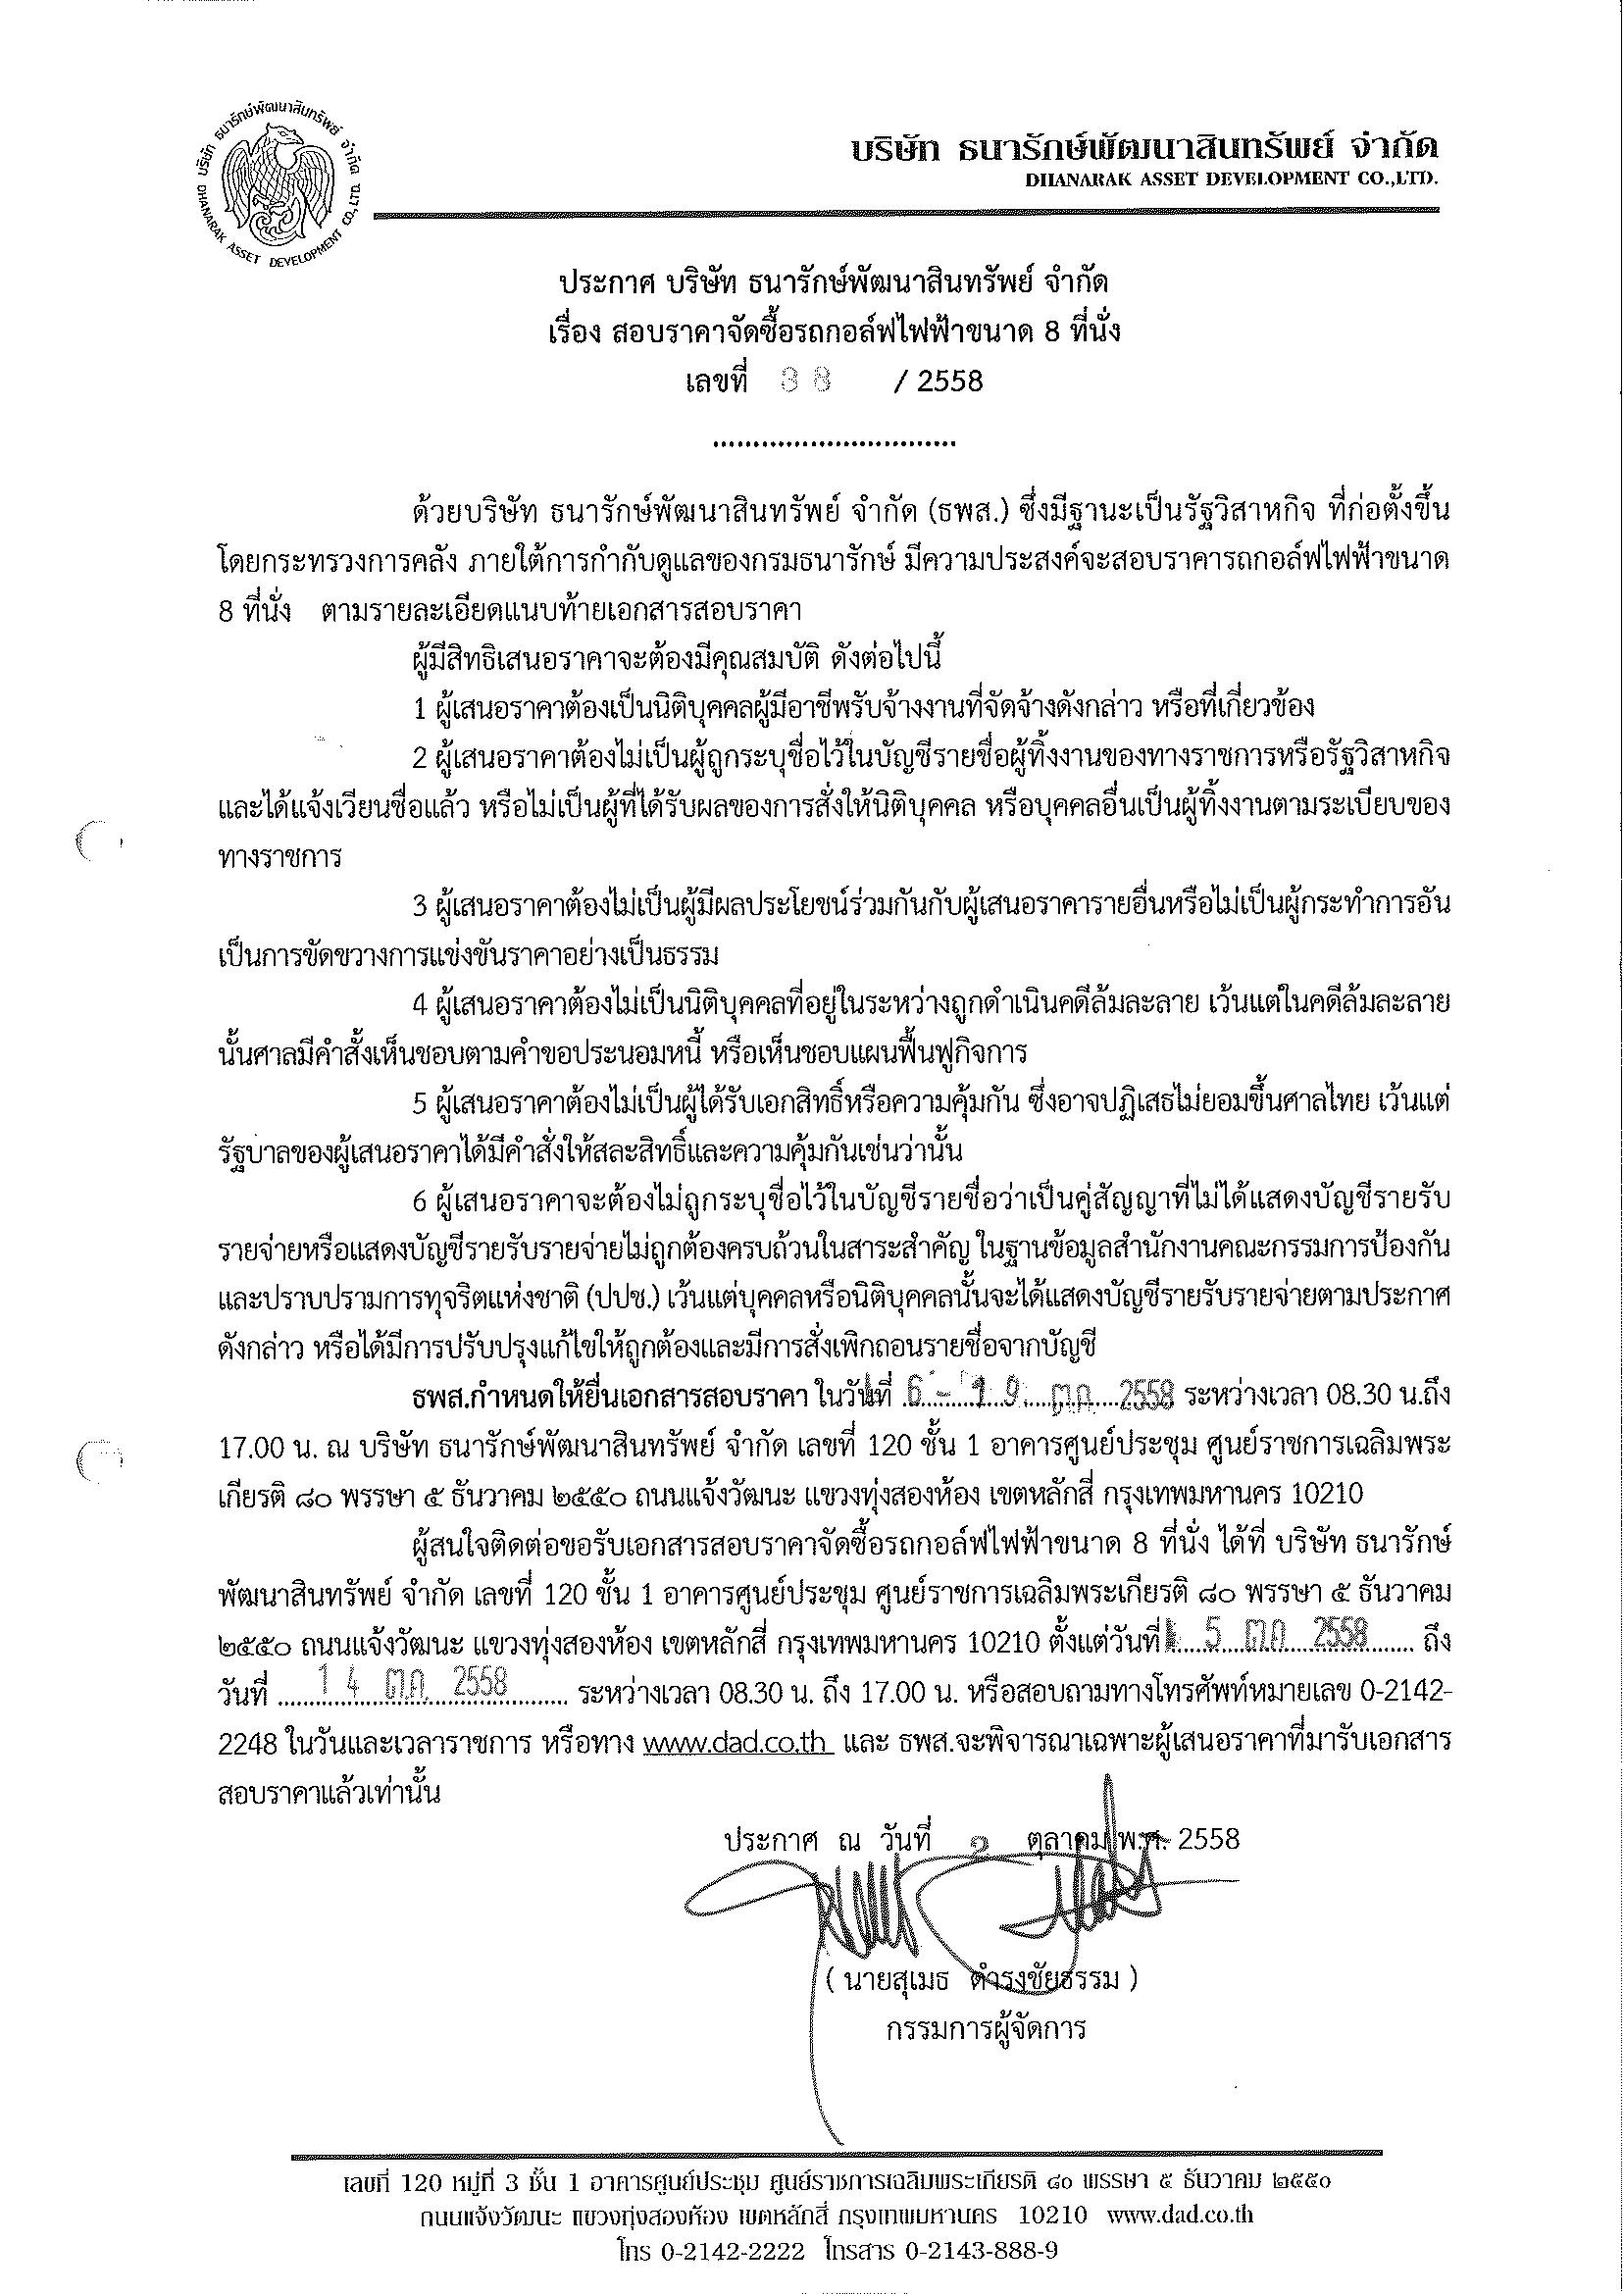 บริษัท ธนารักษ์พัฒนาสินทรัพย์ จำกัด
DHANARAK ASSET DEVELOPMENT CO., LTD.
บริษัท ธนารักษ์พัฒนาสินทรัพย์ จำกัด
DHANARAK ASSET DEVELOPMENT CO.,LTD.
ประกาศ บริษัท ธนารักษ์พัฒนาสินทรัพย์ จำกัด
เรื่อง สอบราคาจัดซื้อรถกอล์ฟไฟฟ้าขนาด 8 ที่นั่ง
เลขที่ 38 / 2558
ด้วยบริษัท ธนารักษ์พัฒนาสินทรัพย์ จำกัด (ธพส.) ซึ่งมีฐานะเป็นรัฐวิสาหกิจ ที่ก่อตั้งขึ้น
โดยกระทรวงการคลัง ภายใต้การกำกับดูแลของกรมธนารักษ์ มีความประสงค์จะสอบราคารถกอล์ฟไฟฟ้าขนาด
8 ที่นั่ง ตามรายละเอียดแนบท้ายเอกสารสอบราคา
ผู้มีสิทธิเสนอราคาจะต้องมีคุณสมบัติ ดังต่อไปนี้
1 ผู้เสนอราคาต้องเป็นนิติบุคคลผู้มีอาชีพรับจ้างงานที่จัดจ้างดังกล่าว หรือที่เกี่ยวข้อง
2 ผู้เสนอราคาต้องไม่เป็นผู้ถูกระบุชื่อไว้ในบัญชีรายชื่อผู้ทิ้งงานของทางราชการหรือรัฐวิสาหกิจ
และได้แจ้งเวียนชื่อแล้ว หรือไม่เป็นผู้ที่ได้รับผลของการสั่งให้นิติบุคคล หรือบุคคลอื่นเป็นผู้ทิ้งงานตามระเบียบของ
ทางราชการ
3 ผู้เสนอราคาต้องไม่เป็นผู้มีผลประโยชน์ร่วมกันกับผู้เสนอราคารายอื่นหรือไม่เป็นผู้กระทำการอัน
เป็นการขัดขวางการแข่งขันราคาอย่างเป็นธรรม
4 ผู้เสนอราคาต้องไม่เป็นนิติบุคคลที่อยู่ในระหว่างถูกดำเนินคดีล้มละลาย เว้นแต่ในคดีล้มละลาย
นั้นศาลมีคำสั่งเห็นชอบตามคำขอประนอมหนี้ หรือเห็นชอบแผนฟื้นฟูกิจการ
5 ผู้เสนอราคาต้องไม่เป็นผู้ได้รับเอกสิทธิ์หรือความคุ้มกัน ซึ่งอาจปฏิเสธไม่ยอมขึ้นศาลไทย เว้นแต่
รัฐบาลของผู้เสนอราคาได้มีคำสั่งให้สละสิทธิ์และความคุ้มกันเช่นว่านั้น
6 ผู้เสนอราคาจะต้องไม่ถูกระบุชื่อไว้ในบัญชีรายชื่อว่าเป็นคู่สัญญาที่ไม่ได้แสดงบัญชีรายรับ
รายจ่ายหรือแสดงบัญชีรายรับรายจ่ายไม่ถูกต้องครบถ้วนในสาระสำคัญ ในฐานข้อมูลสำนักงานคณะกรรมการป้องกัน
และปราบปรามการทุจริตแห่งชาติ (ปปช.) เว้นแต่บุคคลหรือนิติบุคคลนั้นจะได้แสดงบัญชีรายรับรายจ่ายตามประกาศ
ดังกล่าว หรือได้มีการปรับปรุงแก้ไขให้ถูกต้องและมีการสั่งเพิกถอนรายชื่อจากบัญชี
ธพส.กำหนดให้ยื่นเอกสารสอบราคา ในวันที่ 6 - 19 ตค 2558 ระหว่างเวลา 08.30 น.ถึง
17.00 น. ณ บริษัท ธนารักษ์พัฒนาสินทรัพย์ จำกัด เลขที่ 120 ชั้น 1 อาคารศูนย์ประชุม ศูนย์ราชการเฉลิมพระ
เกียรติ ๘๐ พรรษา ๕ ธันวาคม ๒๕๕๐ ถนนแจ้งวัฒนะ แขวงทุ่งสองห้อง เขตหลักสี่ กรุงเทพมหานคร 10210
ผู้สนใจติดต่อขอรับเอกสารสอบราคาจัดซื้อรถกอล์ฟไฟฟ้าขนาด 8 ที่นั่ง ได้ที่ บริษัท ธนารักษ์
พัฒนาสินทรัพย์ จำกัด เลขที่ 120 ชั้น 1 อาคารศูนย์ประชุม ศูนย์ราชการเฉลิมพระเกียรติ ๘๐ พรรษา ๕ ธันวาคม
๒๕๕๐ ถนนแจ้งวัฒนะ แขวงทุ่งสองห้อง เขตหลักสี่ กรุงเทพมหานคร 10210 ตั้งแต่วันที่ 5 ตค 2558 ถึง
วันที่ 14 ตค. 2558 ระหว่างเวลา 08.30 น. ถึง 17.00 น. หรือสอบถามทางโทรศัพท์หมายเลข 0-2142-
2248 ในวันและเวลาราชการ หรือทาง www.dad.co.th และ ธพส.จะพิจารณาเฉพาะผู้เสนอราคาที่มารับเอกสาร
สอบราคาแล้วเท่านั้น
ประกาศ ณ วันที่ 2 ตุลาคม พ.ศ. 2558
( นายสุเมธ ดำรงชัยธรรม )
กรรมการผู้จัดการ
เลขที่ 120 หมู่ที่ 3 ชั้น 1 อาคารศูนย์ประชุม ศูนย์ราชการเฉลิมพระเกียรติ ๘๐ พรรษา ๕ ธันวาคม ๒๕๕๐
ถนนแจ้งวัฒนะ แขวงทุ่งสองห้อง เขตหลักสี่ กรุงเทพมหานคร 10210 www.dad.co.th
โทร 0-2142-2222 โทรสาร 0-2143-888-9